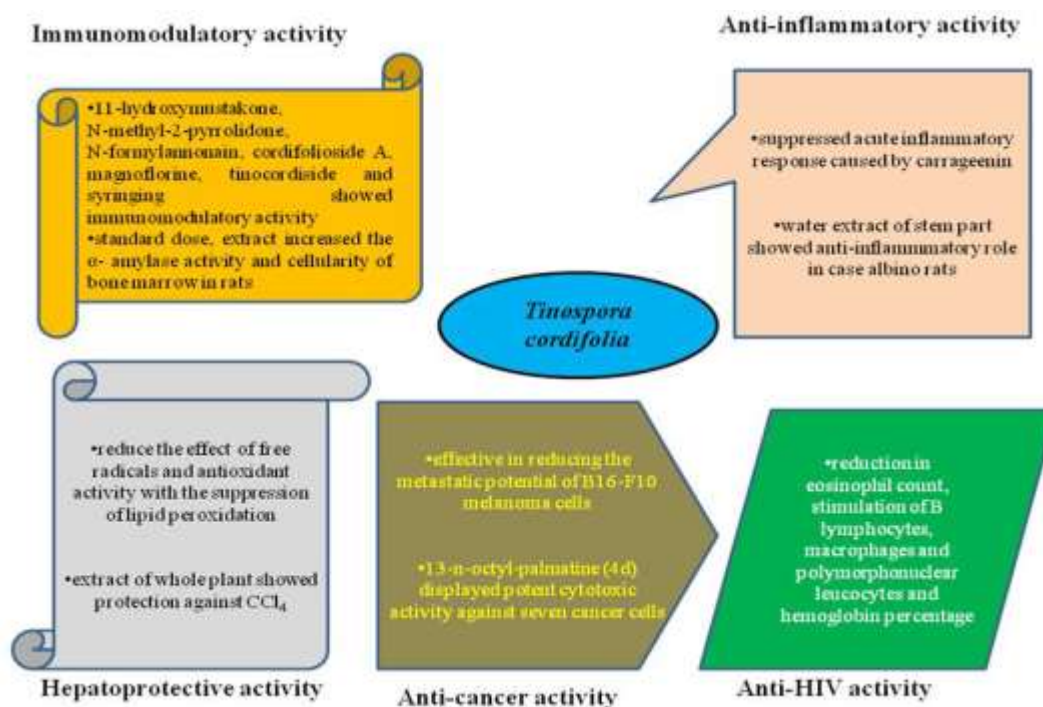 Immunomodulatory activity
•11-hydroxymustakone,
N-methyl-2-pyrrolidone,
N-formylannonain, cordifolioside A,
magnoflorine, tinocordiside and
syringing showed
immunomodulatory activity
•standard dose, extract increased the
α- amylase activity and cellularity of
bone marrow in rats
Anti-inflammatory activity
•suppressed acute inflammatory
response caused by carrageenin
•water extract of stem part
showed anti-inflammmatory role
in case albino rats
Tinospora
cordifolia
•reduce the effect of free
radicals and antioxidant
activity with the suppression
of lipid peroxidation
•extract of whole plant showed
protection against CCl₄
Hepatoprotective activity
•effective in reducing the
metastatic potential of B16-F10
melanoma cells
•13-n-octyl-palmatine (4d)
displayed potent cytotoxic
activity against seven cancer cells
Anti-cancer activity
•reduction in
eosinophil count,
stimulation of B
lymphocytes,
macrophages and
polymorphonuclear
leucocytes and
hemoglobin percentage
Anti-HIV activity